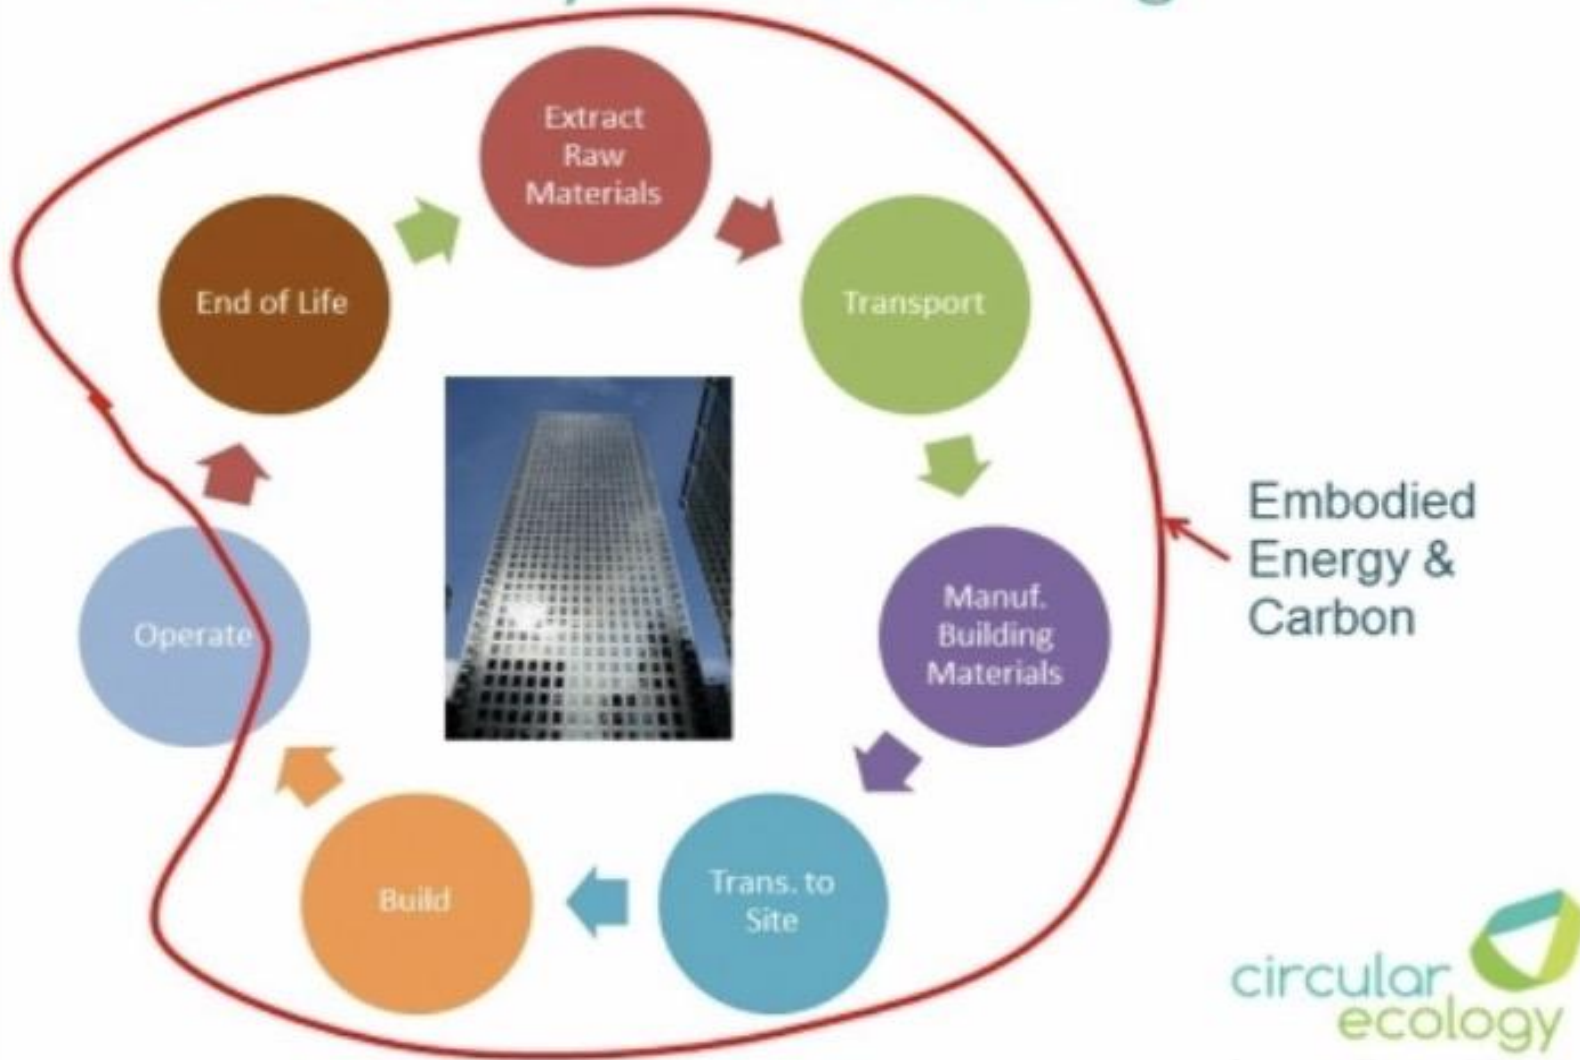 Extract
Raw
Materials
Transport
Manuf.
Building
Materials
Trans. to
Site
Build
Operate
End of Life
Embodied
Energy &
Carbon
circular
ecology